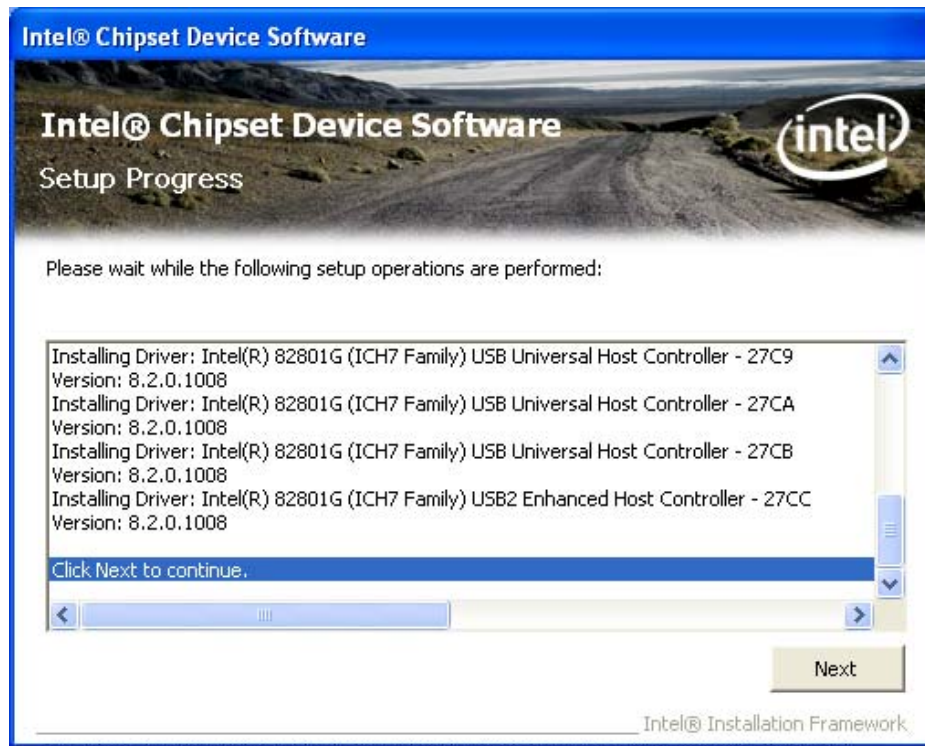 Intel® Chipset Device Software
Intel® Chipset Device Software
intel
Setup Progress
Please wait while the following setup operations are performed:
Installing Driver: Intel(R) 82801G (ICH7 Family) USB Universal Host Controller - 27C9
Version: 8.2.0.1008
Installing Driver: Intel(R) 82801G (ICH7 Family) USB Universal Host Controller - 27CA
Version: 8.2.0.1008
Installing Driver: Intel(R) 82801G (ICH7 Family) USB Universal Host Controller - 27CB
Version: 8.2.0.1008
Installing Driver: Intel(R) 82801G (ICH7 Family) USB2 Enhanced Host Controller - 27CC
Version: 8.2.0.1008
Click Next to continue.
Next
Intel® Installation Framework